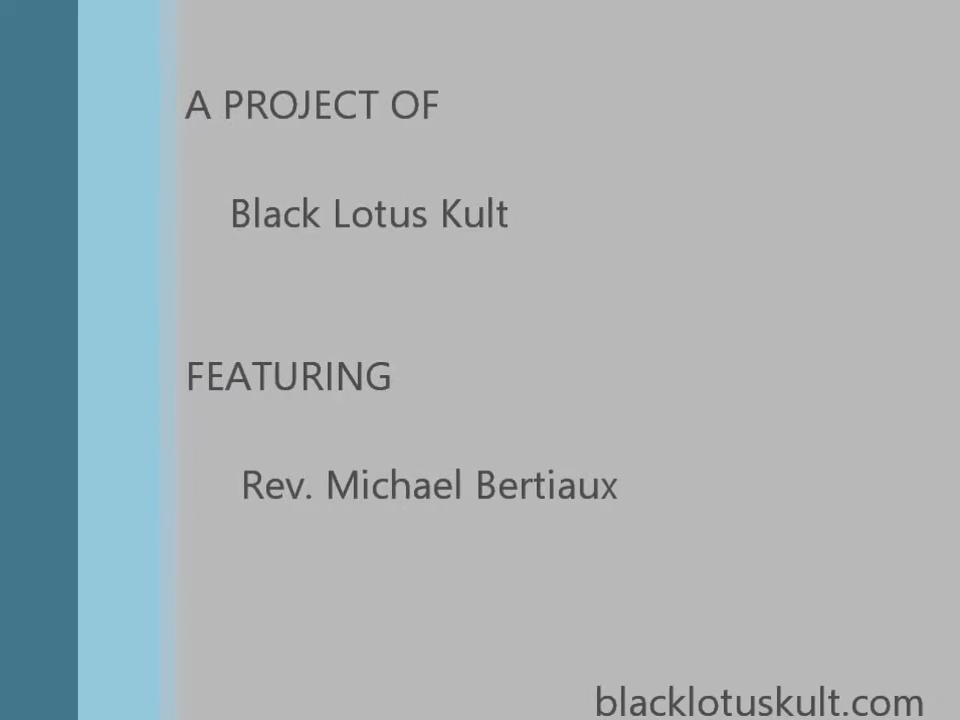 A PROJECT OF
Black Lotus Kult
FEATURING
Rev. Michael Bertiaux
blacklotuskult.com